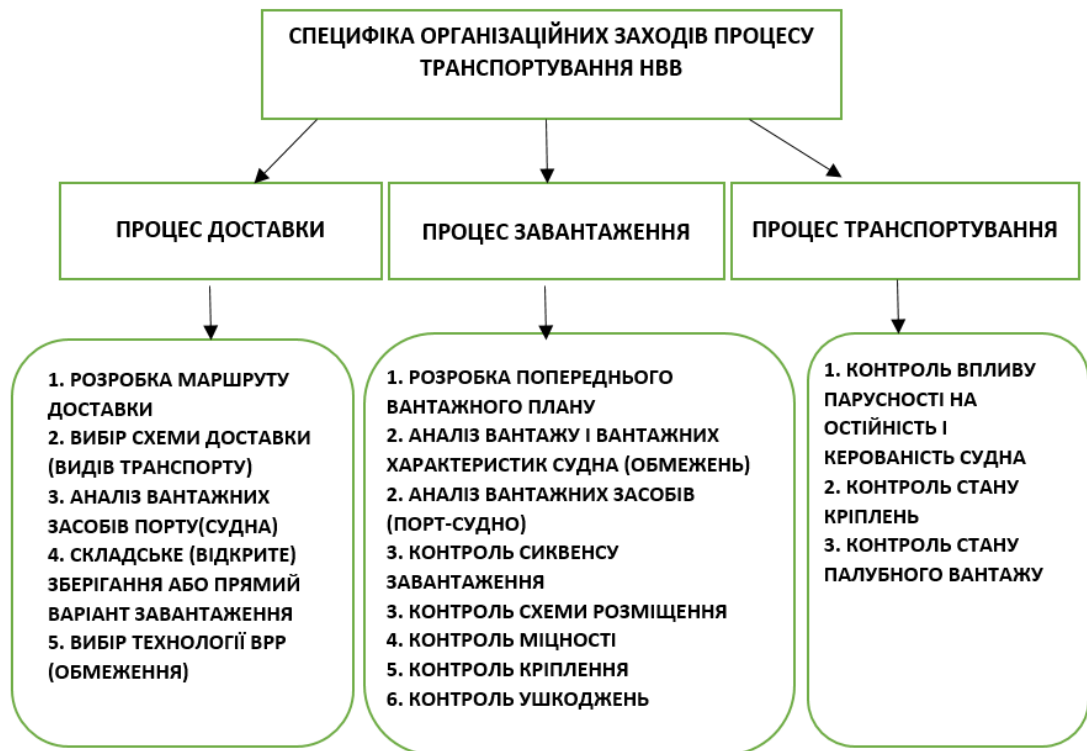 СПЕЦИФІКА ОРГАНІЗАЦІЙНИХ ЗАХОДІВ ПРОЦЕСУ
ТРАНСПОРТУВАННЯ НВВ
ПРОЦЕС ДОСТАВКИ
ПРОЦЕС ЗАВАНТАЖЕННЯ
ПРОЦЕС ТРАНСПОРТУВАННЯ
1. РОЗРОБКА МАРШРУТУ
ДОСТАВКИ
2. ВИБІР СХЕМИ ДОСТАВКИ
(ВИДІВ ТРАНСПОРТУ)
3. АНАЛІЗ ВАНТАЖНИХ
ЗАСОБІВ ПОРТУ(СУДНА)
4. СКЛАДСЬКЕ (ВІДКРИТЕ)
ЗБЕРІГАННЯ АБО ПРЯМИЙ
ВАРІАНТ ЗАВАНТАЖЕННЯ
5. ВИБІР ТЕХНОЛОГІЇ ВРР
(ОБМЕЖЕННЯ)
1. РОЗРОБКА ПОПЕРЕДНЬОГО
ВАНТАЖНОГО ПЛАНУ
2. АНАЛІЗ ВАНТАЖУ І ВАНТАЖНИХ
ХАРАКТЕРИСТИК СУДНА (ОБМЕЖЕНЬ)
2. АНАЛІЗ ВАНТАЖНИХ ЗАСОБІВ
(ПОРТ-СУДНО)
3. КОНТРОЛЬ СИКВЕНСУ
ЗАВАНТАЖЕННЯ
3. КОНТРОЛЬ СХЕМИ РОЗМІЩЕННЯ
4. КОНТРОЛЬ МІЦНОСТІ
5. КОНТРОЛЬ КРІПЛЕННЯ
6. КОНТРОЛЬ УШКОДЖЕНЬ
1. КОНТРОЛЬ ВПЛИВУ
ПАРУСНОСТІ НА
ОСТІЙНІСТЬ І
КЕРОВАНІСТЬ СУДНА
2. КОНТРОЛЬ СТАНУ
КРІПЛЕНЬ
3. КОНТРОЛЬ СТАНУ
ПАЛУБНОГО ВАНТАЖУ